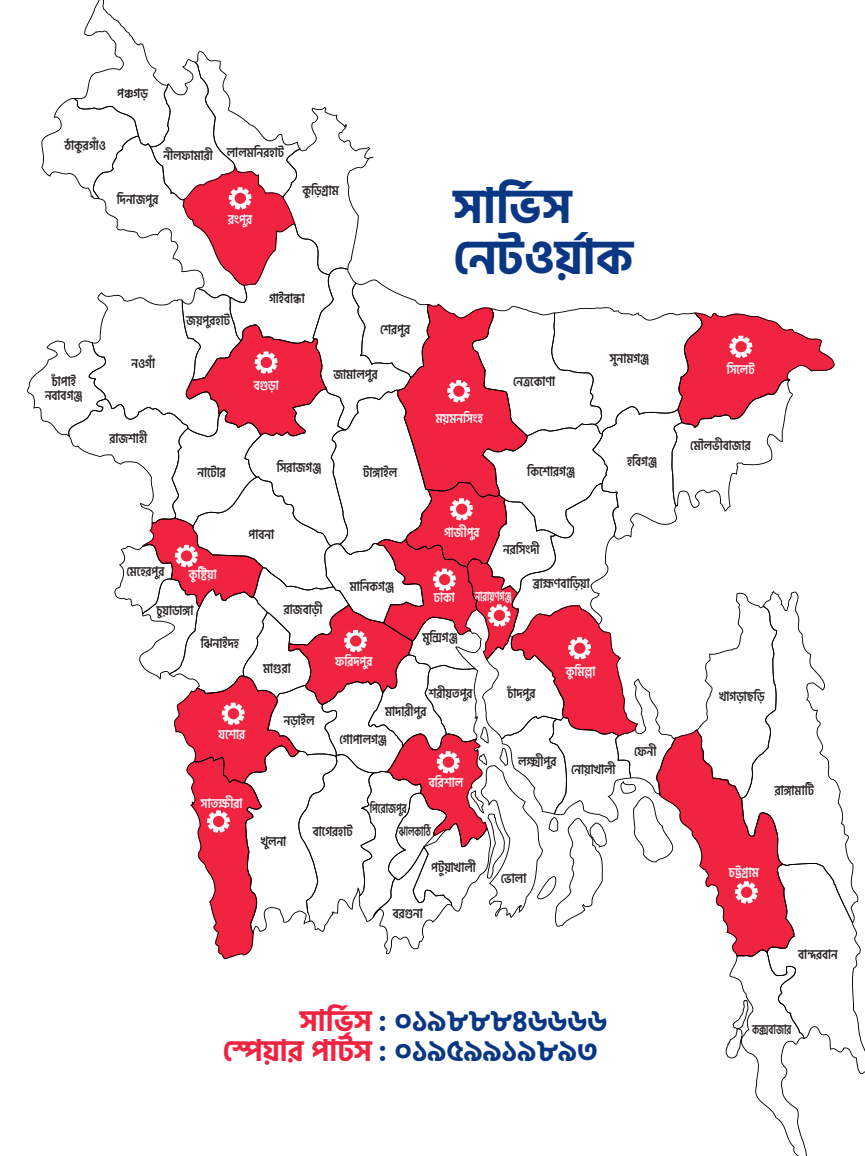 পঞ্চগড়
ঠাকুরগাঁও
নীলফামারী
লালমনিরহাট
দিনাজপুর
কুড়িগ্রাম
রংপুর
সার্ভিস
নেটওর্য়াক
গাইবান্ধা
জয়পুরহাট
শেরপুর
নওগাঁ
বগুড়া
জামালপুর
নেত্রকোণা
সুনামগঞ্জ
সিলেট
চাঁপাই
নবাবগঞ্জ
ময়মনসিংহ
রাজশাহী
নাটোর
সিরাজগঞ্জ
টাঙ্গাইল
কিশোরগঞ্জ
হবিগঞ্জ
মৌলভীবাজার
পাবনা
গাজীপুর
নরসিংদী
মেহেরপুর
কুষ্টিয়া
মানিকগঞ্জ
ঢাকা
নারায়ণগঞ্জ
ব্রাহ্মণবাড়িয়া
চুয়াডাঙ্গা
রাজবাড়ী
ঝিনাইদহ
মাগুরা
ফরিদপুর
মুন্সিগঞ্জ
কুমিল্লা
যশোর
নড়াইল
মাদারীপুর
শরীয়তপুর
চাঁদপুর
খাগড়াছড়ি
গোপালগঞ্জ
বরিশাল
লক্ষ্মীপুর
নোয়াখালী
ফেনী
রাঙ্গামাটি
সাতক্ষীরা
খুলনা
বাগেরহাট
পিরোজপুর
ঝালকাঠি
পটুয়াখালী
ভোলা
চট্টগ্রাম
বরগুনা
বান্দরবান
কক্সবাজার
সার্ভিস : ০১৯৮৮৮৪৬৬৬৬
স্পেয়ার পার্টস : ০১৯৫৯৯১৯৮৯৩